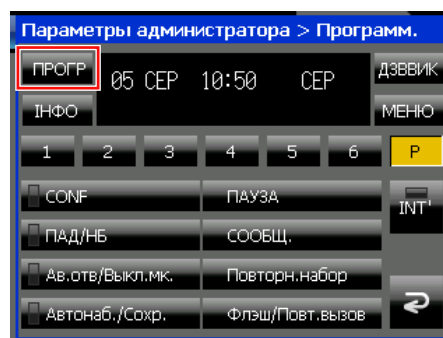 Параметры администратора > Программ.
ПРОГР
05 СЕР 10:50 СЕР
ДЗВВИК
ІНФО
МЕНЮ
1 2 3 4 5 6 P
CONF ПАУЗА
INT'
ПАД/НБ СООБЩ.
Ав.отв/Выкл.мк. Повторн.набор
Автонаб./Сохр. Флэш/Повт.вызов